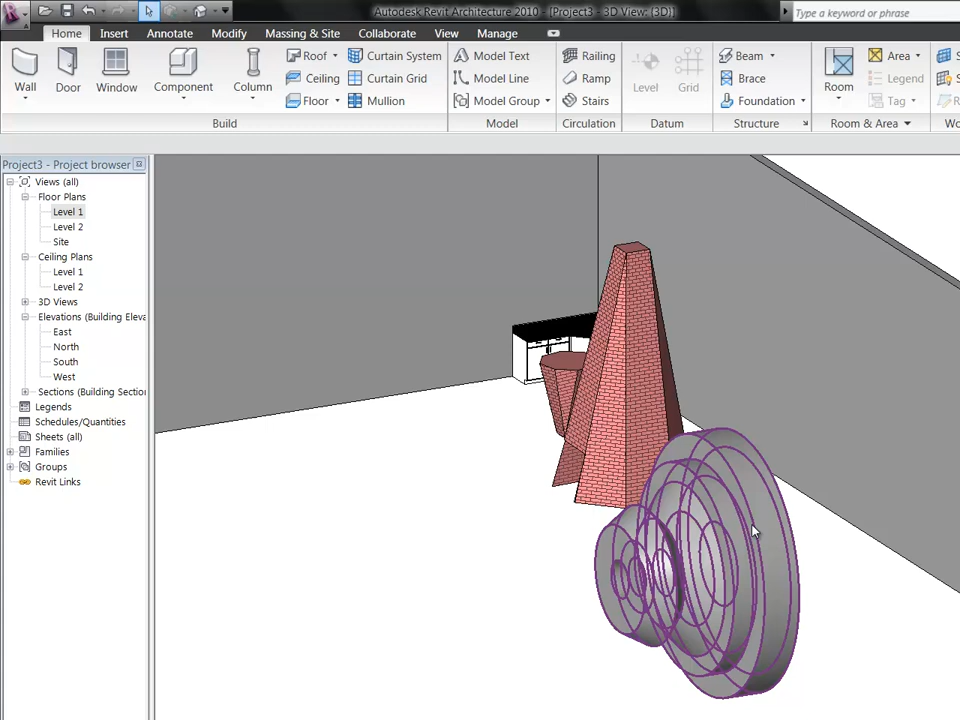 Autodesk Revit Architecture 2010 - [Project3 - 3D View: {3D}]
Type a keyword or phrase
Home Insert Annotate Modify Massing & Site Collaborate View Manage
Wall Door Window Component Column
Roof Curtain System
Ceiling Curtain Grid
Floor Mullion
Build
Model Text
Model Line
Model Group
Model
Railing
Ramp
Stairs
Circulation
Level Grid
Datum
Beam
Brace
Foundation
Structure
Room
Area
Legend
Tag
Room & Area
Project3 - Project browser
Views (all)
Floor Plans
Level 1
Level 2
Site
Ceiling Plans
Level 1
Level 2
3D Views
Elevations (Building Eleva
East
North
South
West
Sections (Building Section
Legends
Schedules/Quantities
Sheets (all)
Families
Groups
Revit Links